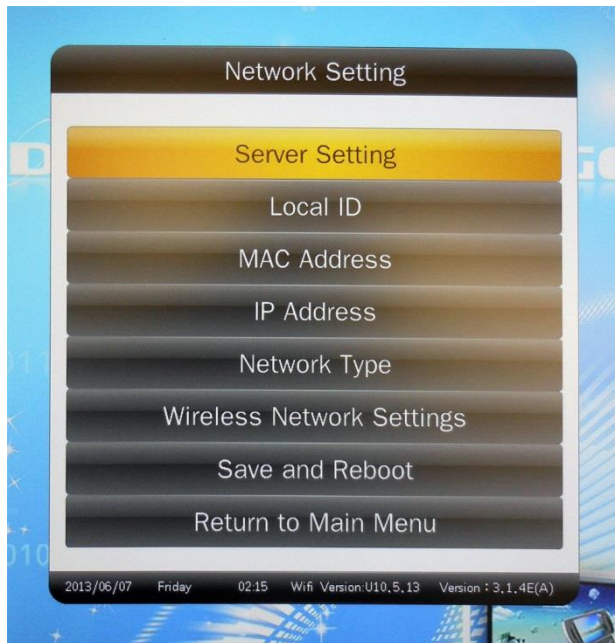 Network Setting
Server Setting
Local ID
MAC Address
IP Address
Network Type
Wireless Network Settings
Save and Reboot
Return to Main Menu
2013/06/07 Friday 02:15 Wifi Version:U10.5.13 Version : 3.1.4E(A)